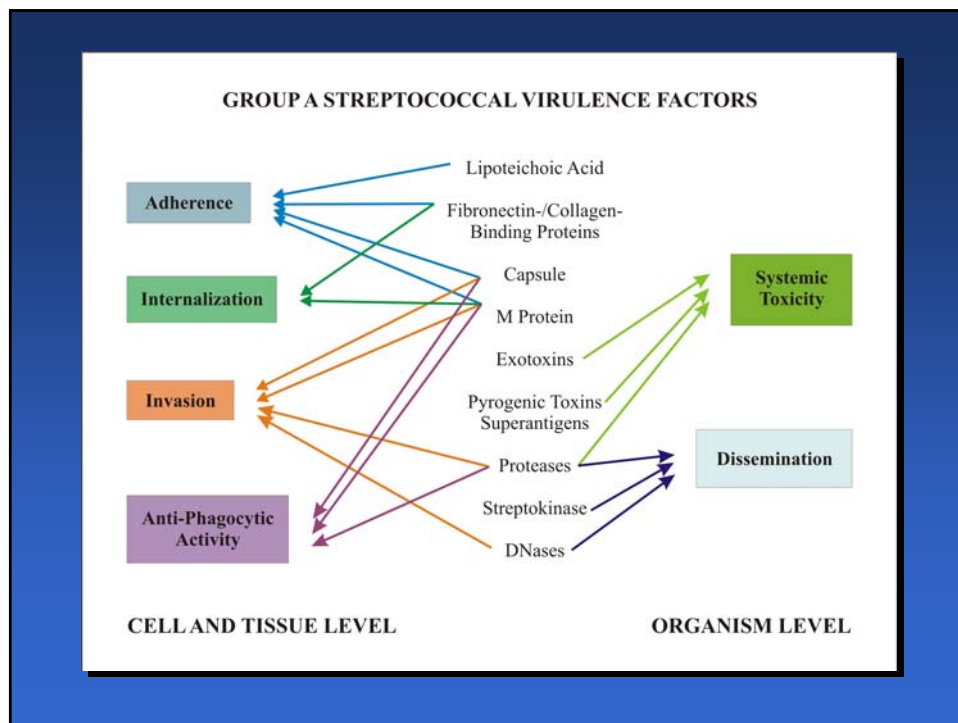 GROUP A STREPTOCOCCAL VIRULENCE FACTORS
Lipoteichoic Acid
Adherence
Fibronectin-/Collagen-
Binding Proteins
Capsule
Systemic
Toxicity
Internalization
M Protein
Exotoxins
Invasion
Pyrogenic Toxins
Superantigens
Proteases
Dissemination
Streptokinase
Anti-Phagocytic
Activity
DNases
CELL AND TISSUE LEVEL
ORGANISM LEVEL